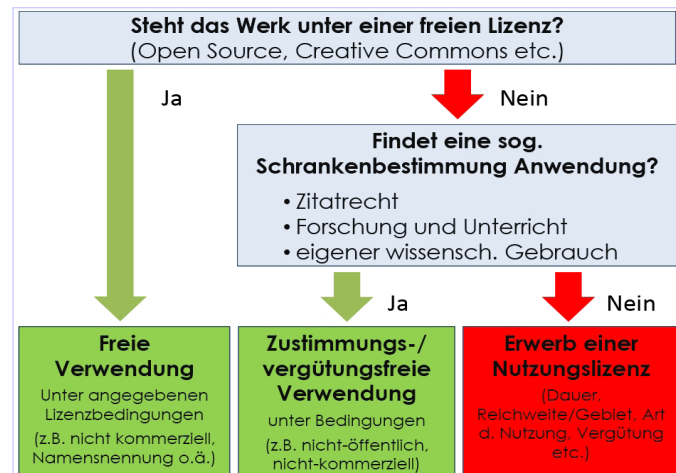 Steht das Werk unter einer freien Lizenz?
(Open Source, Creative Commons etc.)
Ja
Nein
Findet eine sog.
Schrankenbestimmung Anwendung?
• Zitatrecht
• Forschung und Unterricht
• eigener wissensch. Gebrauch
Ja
Nein
Freie
Verwendung
Unter angegebenen
Lizenzbedingungen
(z.B. nicht kommerziell,
Namensnennung o.ä.)
Zustimmungs-/
vergütungsfreie
Verwendung
unter Bedingungen
(z.B. nicht-öffentlich,
nicht-kommerziell)
Erwerb einer
Nutzungslizenz
(Dauer,
Reichweite/Gebiet, Art
d. Nutzung, Vergütung
etc.)